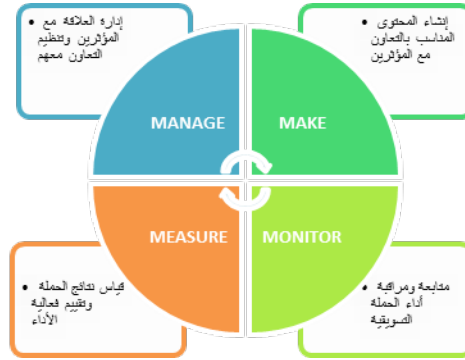 إدارة العلاقة مع
المؤثرين وتنظيم
التعاون معهم
إنشاء المحتوى
المناسب بالتعاون
مع المؤثرين
MANAGE
MAKE
MEASURE
MONITOR
قياس نتائج الحملة
وتقييم فعالية
الأداء
متابعة ومراقبة
أداء الحملة
التسويقية